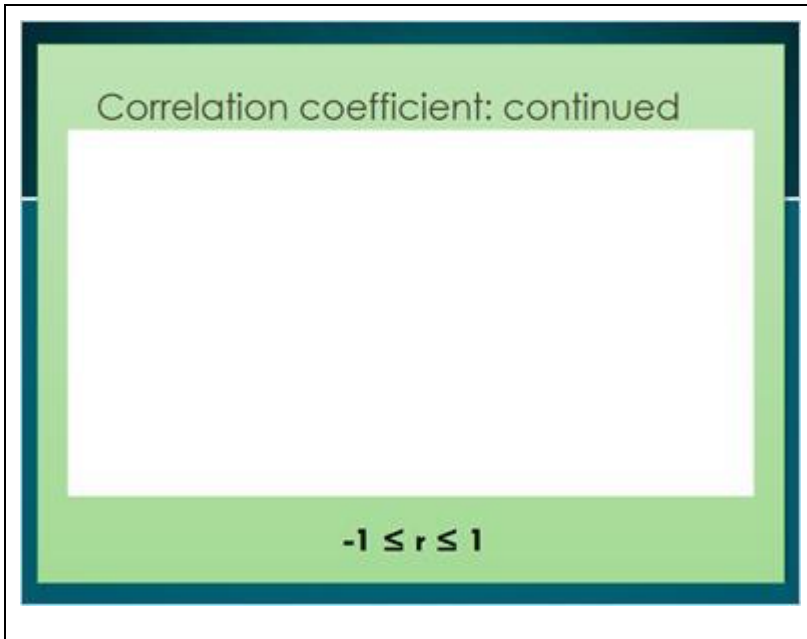 Correlation coefficient: continued
-1 ≤ r ≤ 1